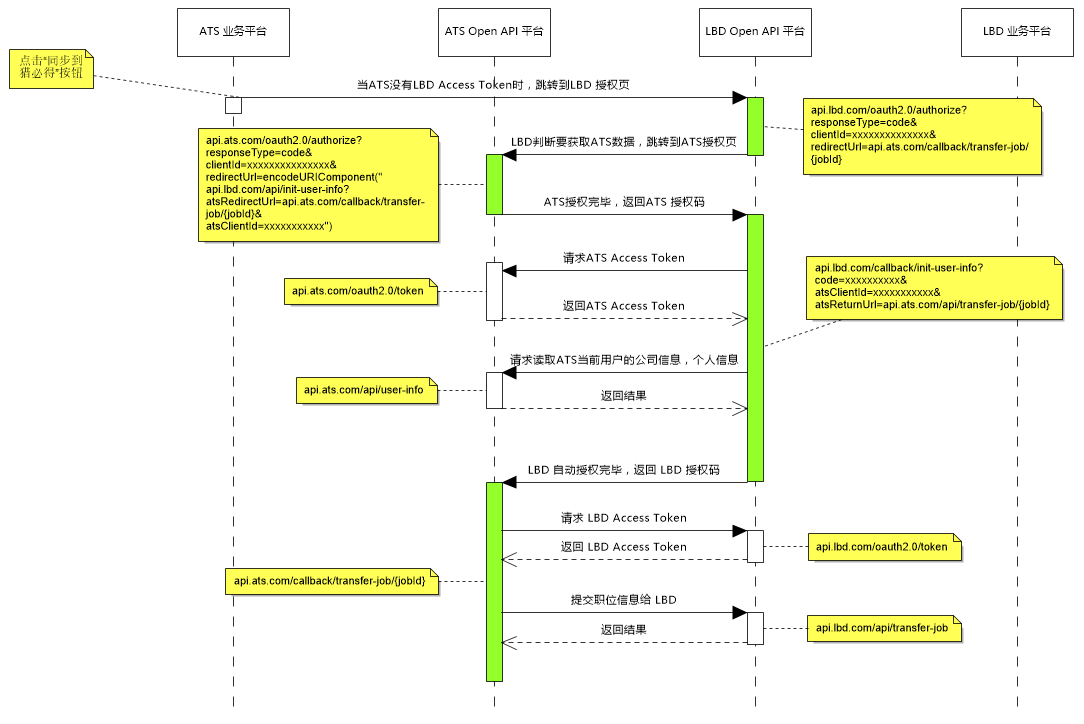 ATS 业务平台
ATS Open API 平台
LBD Open API 平台
LBD 业务平台
点击“同步到
猎必得”按钮
当ATS没有LBD Access Token时，跳转到LBD 授权页
api.lbd.com/oauth2.0/authorize?
responseType=code&
clientId=xxxxxxxxxxxxxx&
redirectUrl=api.ats.com/callback/transfer-job/
{jobId}
api.ats.com/oauth2.0/authorize?
responseType=code&
clientId=xxxxxxxxxxxxxxx&
redirectUrl=encodeURIComponent("
api.lbd.com/api/init-user-info?
atsRedirectUrl=api.ats.com/callback/transfer-
job/{jobId}&
atsClientId=xxxxxxxxxxx")
LBD判断要获取ATS数据，跳转到ATS授权页
ATS授权完毕，返回ATS 授权码
请求ATS Access Token
api.ats.com/oauth2.0/token
返回ATS Access Token
api.lbd.com/callback/init-user-info?
code=xxxxxxxxxx&
atsClientId=xxxxxxxxxxx&
atsReturnUrl=api.ats.com/api/transfer-job/{jobId}
请求读取ATS当前用户的公司信息，个人信息
api.ats.com/api/user-info
返回结果
LBD 自动授权完毕，返回 LBD 授权码
请求 LBD Access Token
返回 LBD Access Token
api.lbd.com/oauth2.0/token
api.ats.com/callback/transfer-job/{jobId}
提交职位信息给 LBD
返回结果
api.lbd.com/api/transfer-job